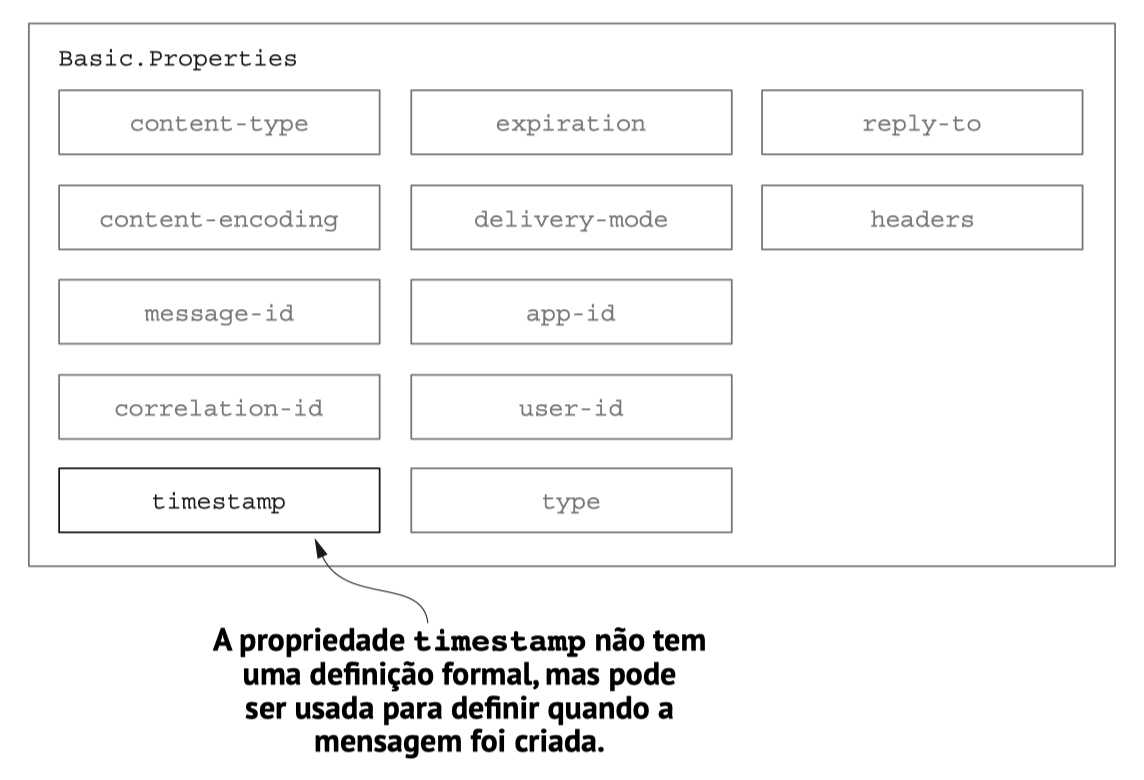 Basic.Properties
content-type
expiration
reply-to
content-encoding
delivery-mode
headers
message-id
app-id
correlation-id
user-id
timestamp
type
A propriedade timestamp não tem
uma definição formal, mas pode
ser usada para definir quando a
mensagem foi criada.